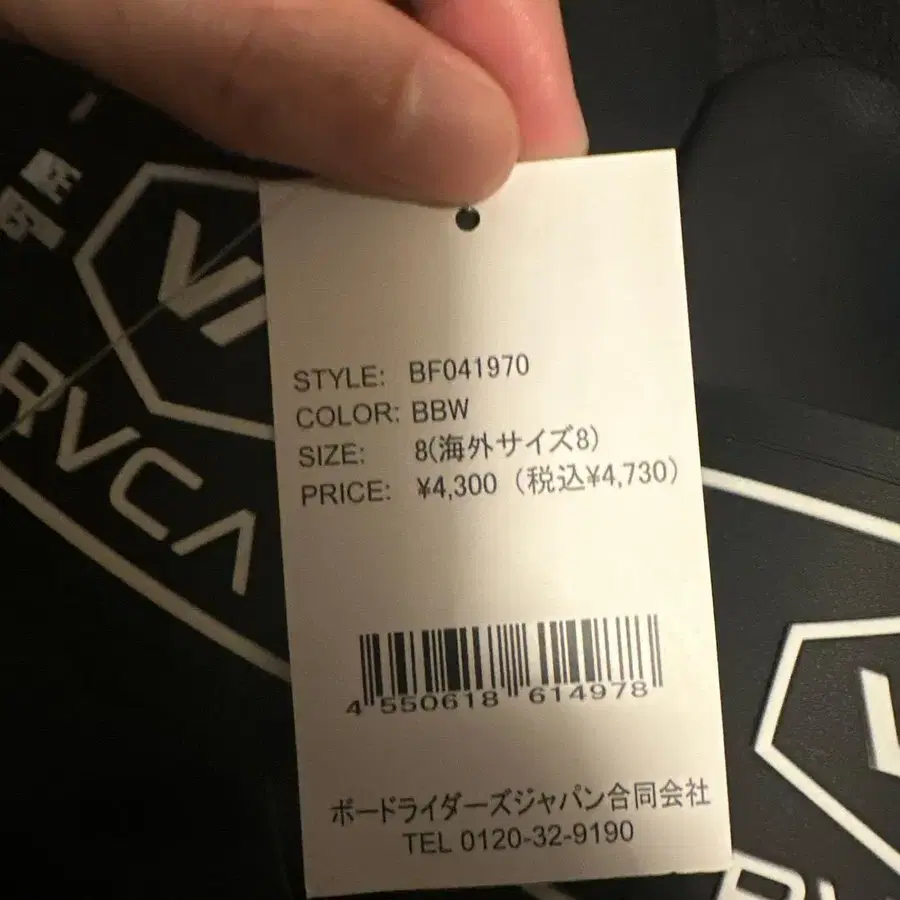 STYLE: BF041970
COLOR: BBW
SIZE: 8(海外サイズ8)
PRICE: ¥4,300 (税込¥4,730)
4 550618 614978
ボードライダーズジャパン合同会社
TEL 0120-32-9190
RVCA